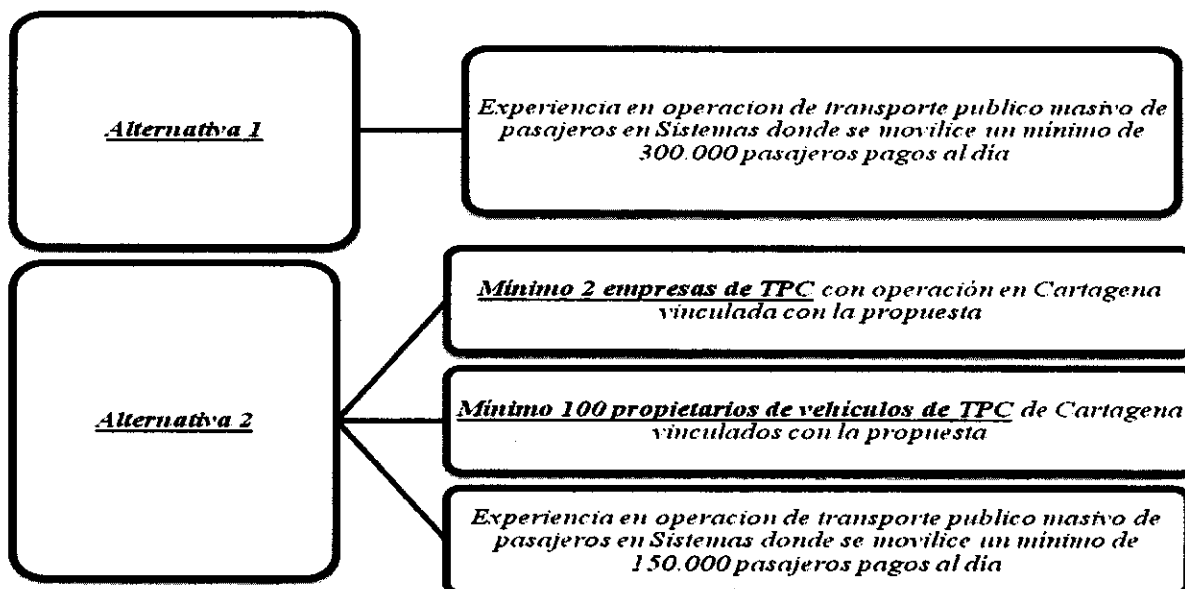 Alternativa 1
Experiencia en operacion de transporte publico masivo de
pasajeros en Sistemas donde se movilice un mínimo de
300.000 pasajeros pagos al día
Alternativa 2
Mínimo 2 empresas de TPC con operación en Cartagena
vinculada con la propuesta
Mínimo 100 propietarios de vehículos de TPC de Cartagena
vinculados con la propuesta
Experiencia en operacion de transporte publico masivo de
pasajeros en Sistemas donde se movilice un mínimo de
150.000 pasajeros pagos al día